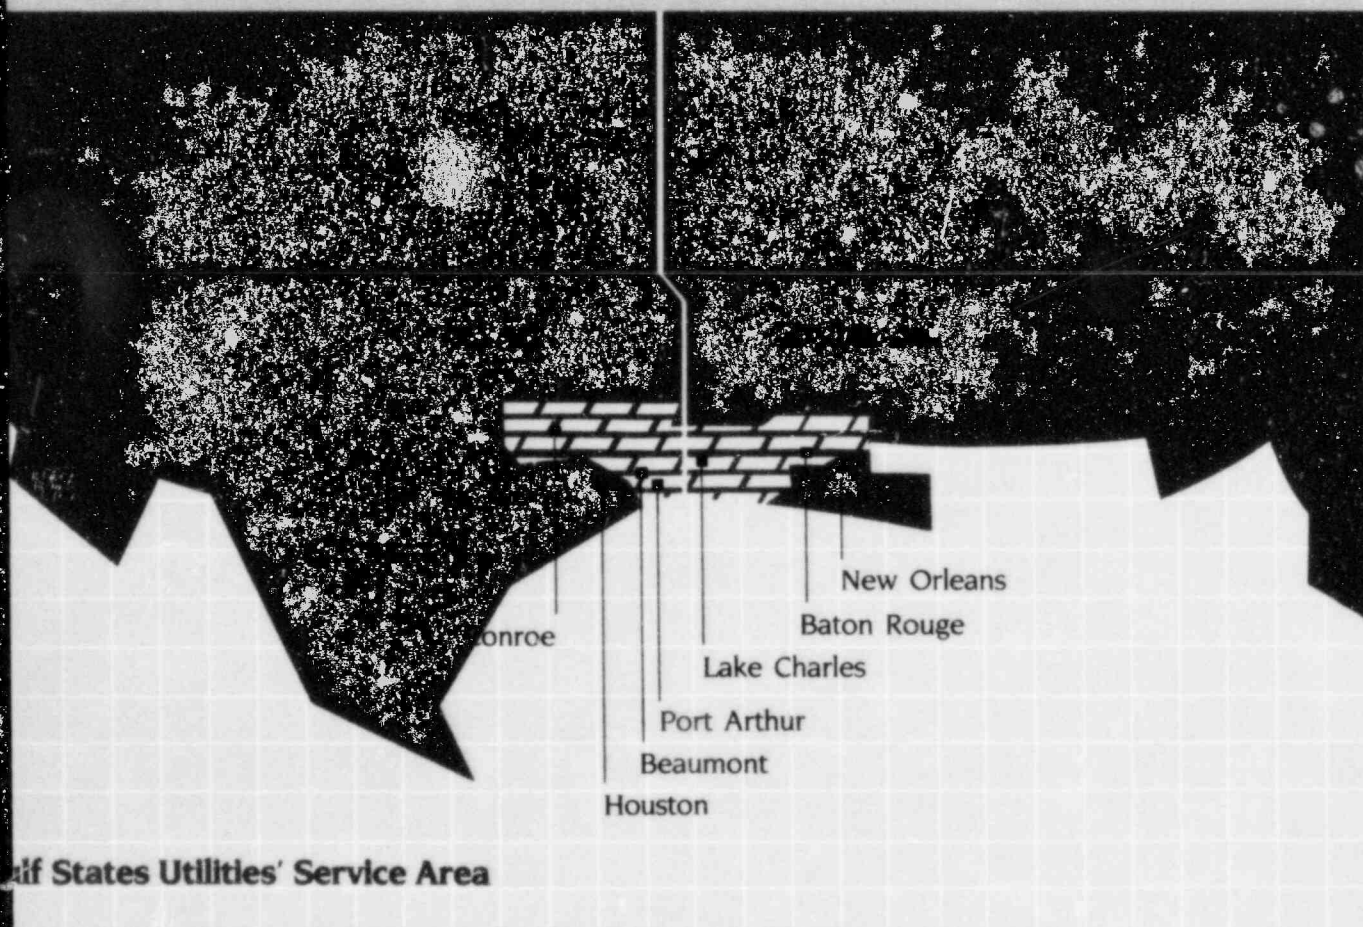 New Orleans
Baton Rouge
Lake Charles
Port Arthur
Beaumont
Houston
States Utilities' Service Area